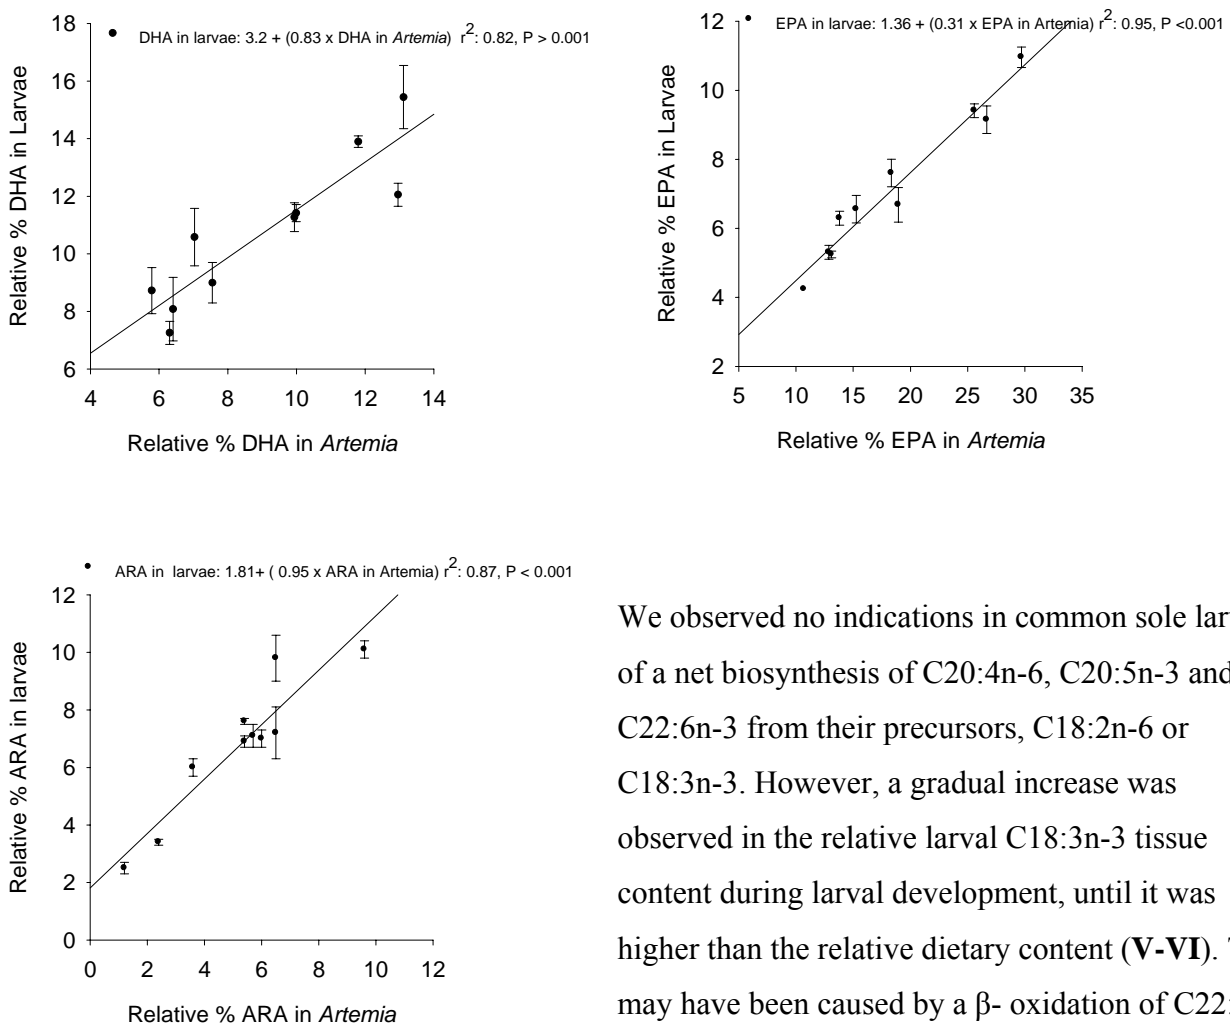 DHA in larvae: 3.2 + (0.83 x DHA in Artemia) r2: 0.82, P > 0.001
18
16
14
12
10
8
6
Relative % DHA in Larvae
4 6 8 10 12 14
Relative % DHA in Artemia
EPA in larvae: 1.36 + (0.31 x EPA in Artemia) r2: 0.95, P <0.001
12
10
8
6
4
2
Relative % EPA in Larvae
5 10 15 20 25 30 35
Relative % EPA in Artemia
ARA in larvae: 1.81+ ( 0.95 x ARA in Artemia) r2: 0.87, P < 0.001
12
10
8
6
4
2
0
Relative % ARA in larvae
0 2 4 6 8 10 12
Relative % ARA in Artemia
We observed no indications in common sole
of a net biosynthesis of C20:4n-6, C20:5n-3 and
C22:6n-3 from their precursors, C18:2n-6 or
C18:3n-3. However, a gradual increase was
observed in the relative larval C18:3n-3 tissue
content during larval development, until it was
higher than the relative dietary content (V-VI).
may have been caused by a β- oxidation of